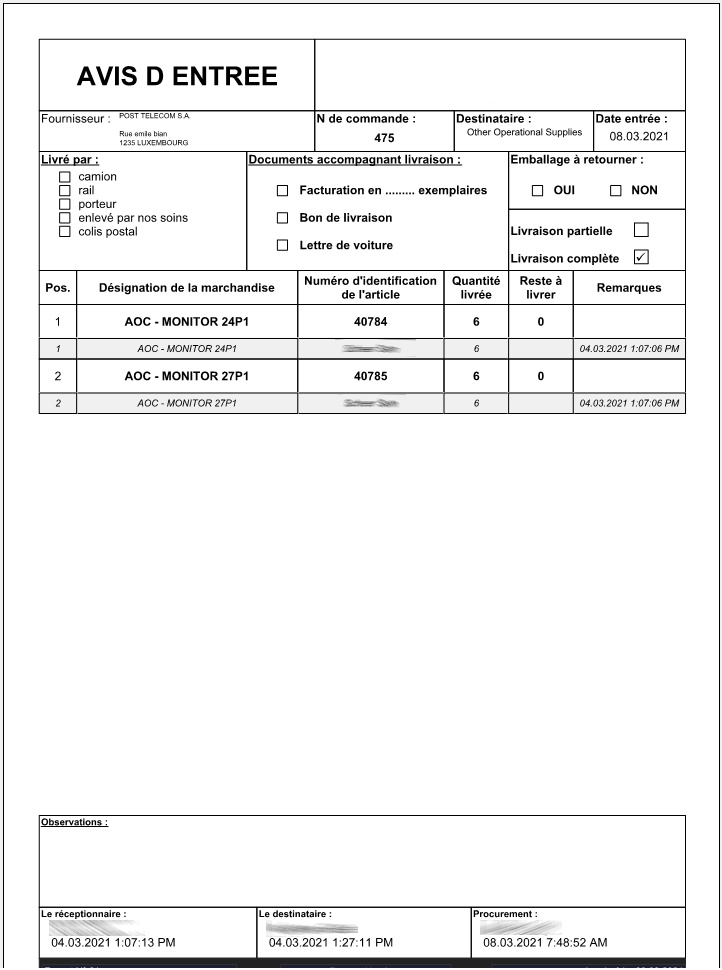 AVIS D ENTREE
Fournisseur : POST TELECOM S.A.
Rue emile bian
1235 LUXEMBOURG
N de commande :
475
Destinataire :
Other Operational Supplies
Date entrée :
08.03.2021
Livré par :
camion
rail
porteur
enlevé par nos soins
colis postal
Documents accompagnant livraison :
Facturation en ......... exemplaires
Bon de livraison
Lettre de voiture
Emballage à retourner :
OUI NON
Livraison partielle
Livraison complète ✓
Pos. Désignation de la marchandise Numéro d'identification de l'article Quantité livrée Reste à livrer Remarques
1 AOC - MONITOR 24P1 40784 6 0
1 AOC - MONITOR 24P1 6 04.03.2021 1:07:06 PM
2 AOC - MONITOR 27P1 40785 6 0
2 AOC - MONITOR 27P1 6 04.03.2021 1:07:06 PM
Observations :
Le réceptionnaire : Le destinataire : Procurement :
04.03.2021 1:07:13 PM 04.03.2021 1:27:11 PM 08.03.2021 7:48:52 AM